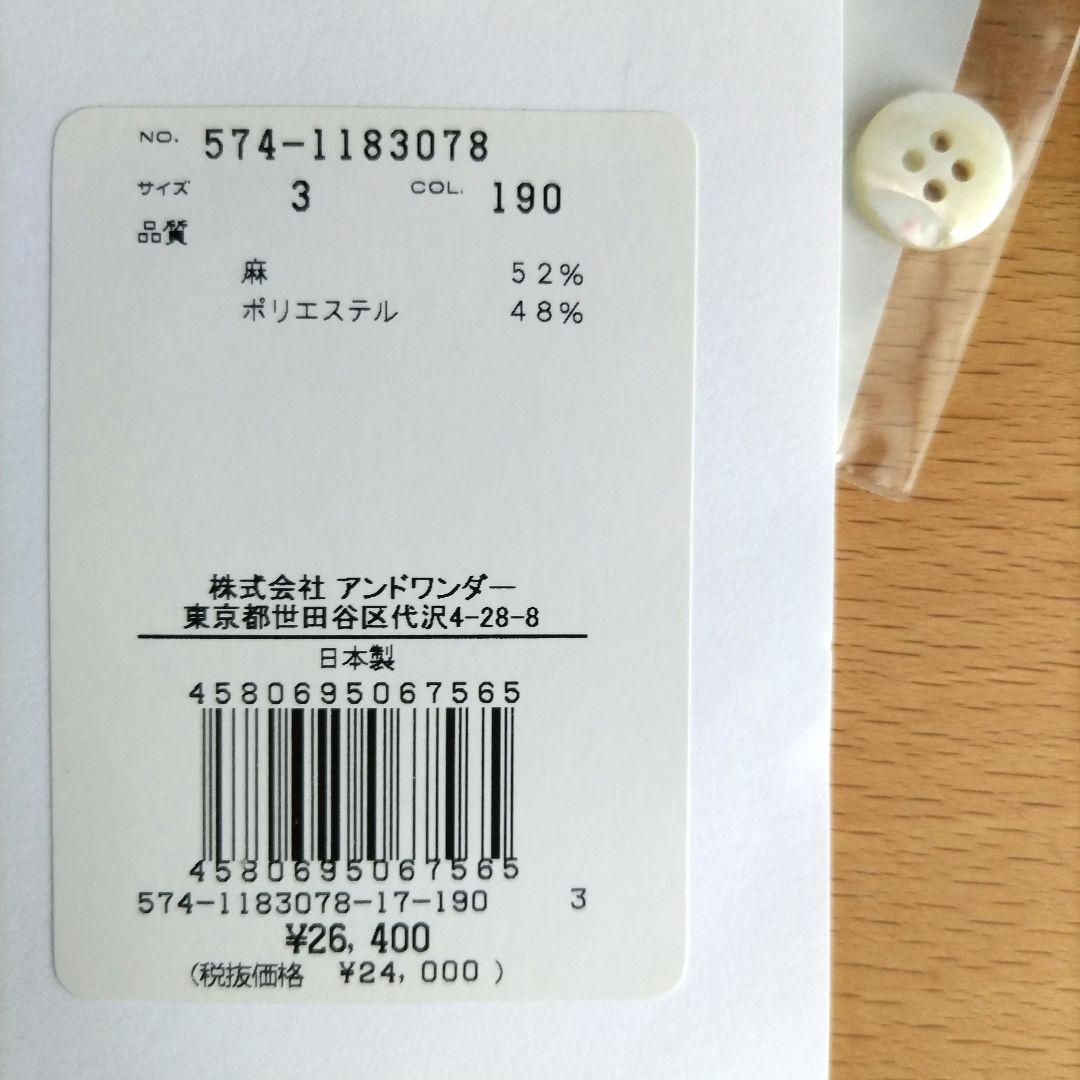 NO. 574-1183078
サイズ 3 COL. 190
品質
麻 52%
ポリエステル 48%
株式会社 アンドワンダー
東京都世田谷区代沢4-28-8
日本製
4580695067565
4580695067565
574-1183078-17-190 3
¥26,400
(税抜価格 ¥24,000)